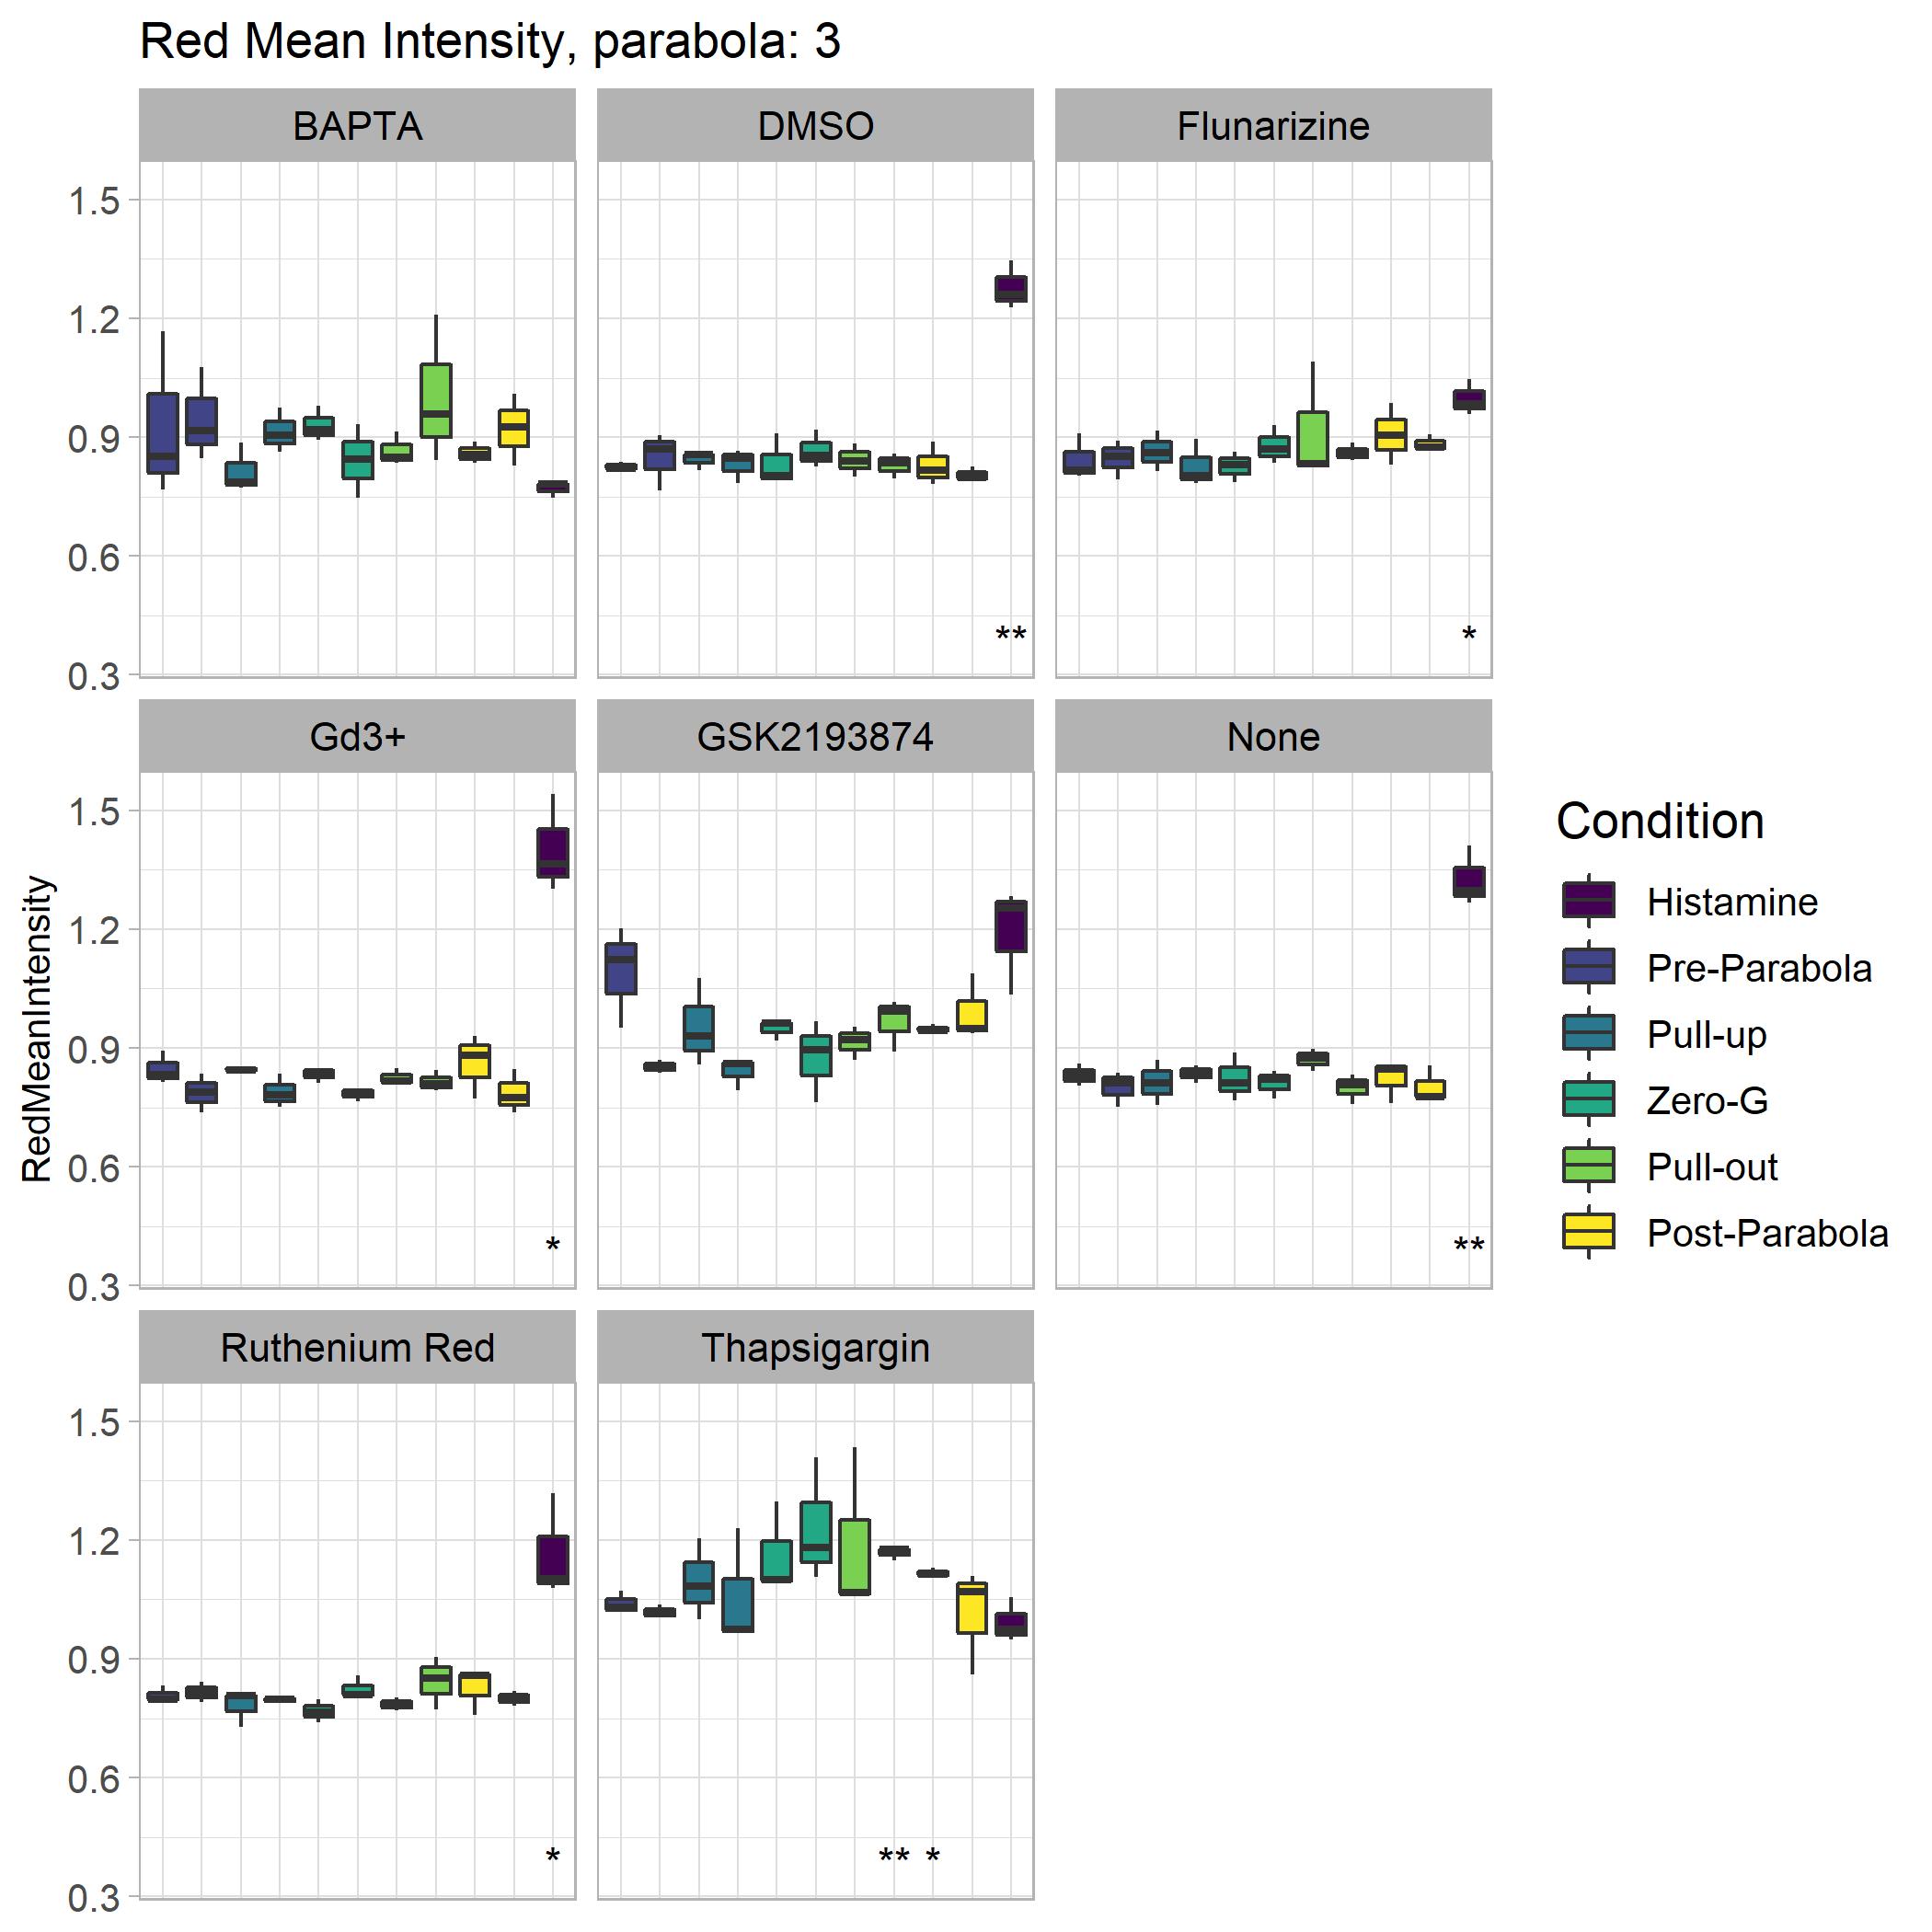 Red Mean Intensity, parabola: 3
BAPTA
DMSO
Flunarizine
1.5
1.2
0.9
0.6
0.3
**
*
Gd3+
GSK2193874
None
1.5
1.2
0.9
0.6
0.3
*
**
Ruthenium Red
Thapsigargin
1.5
1.2
0.9
0.6
0.3
*
** *
RedMeanIntensity
Condition
Histamine
Pre-Parabola
Pull-up
Zero-G
Pull-out
Post-Parabola